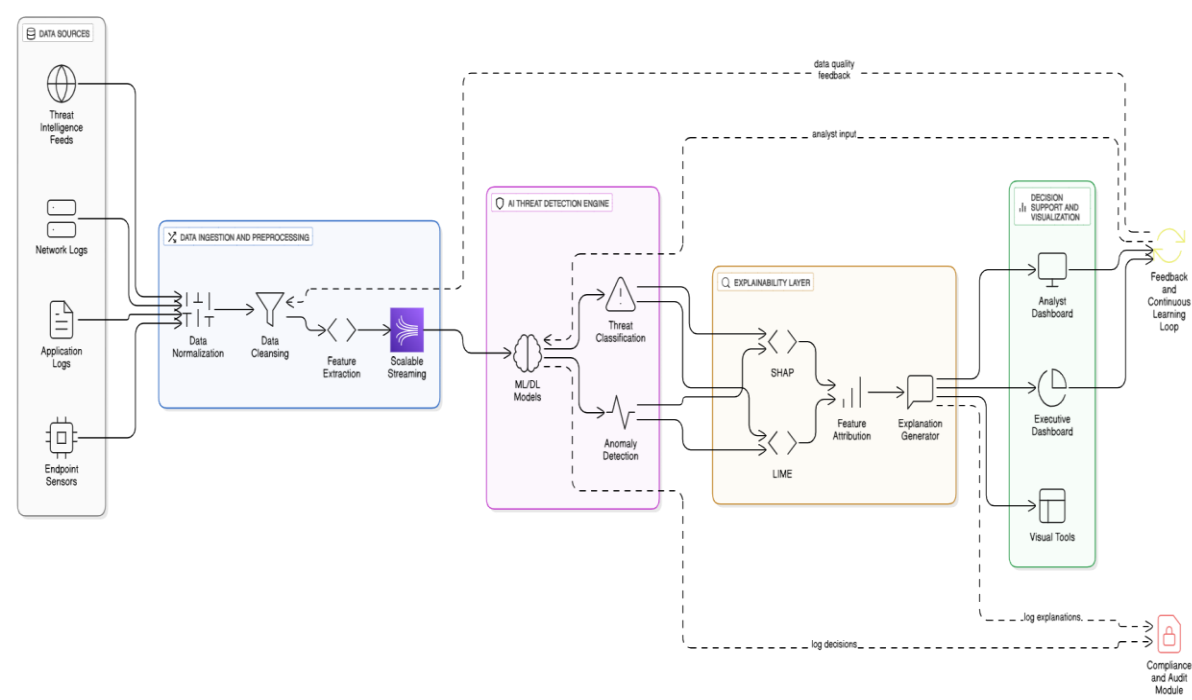 DATA SOURCES
Threat
Intelligence
Feeds
Network Logs
Application
Logs
Endpoint
Sensors
DATA INGESTION AND PREPROCESSING
Data
Normalization
Data
Cleansing
Feature
Extraction
Scalable
Streaming
AI THREAT DETECTION ENGINE
ML/DL
Models
Threat
Classification
Anomaly
Detection
EXPLAINABILITY LAYER
SHAP
LIME
Feature
Attribution
Explanation
Generator
DECISION
SUPPORT AND
VISUALIZATION
Analyst
Dashboard
Executive
Dashboard
Visual Tools
data quality
feedback
analyst input
Feedback
and
Continuous
Learning
Loop
log explanations
log decisions
Compliance
and Audit
Module